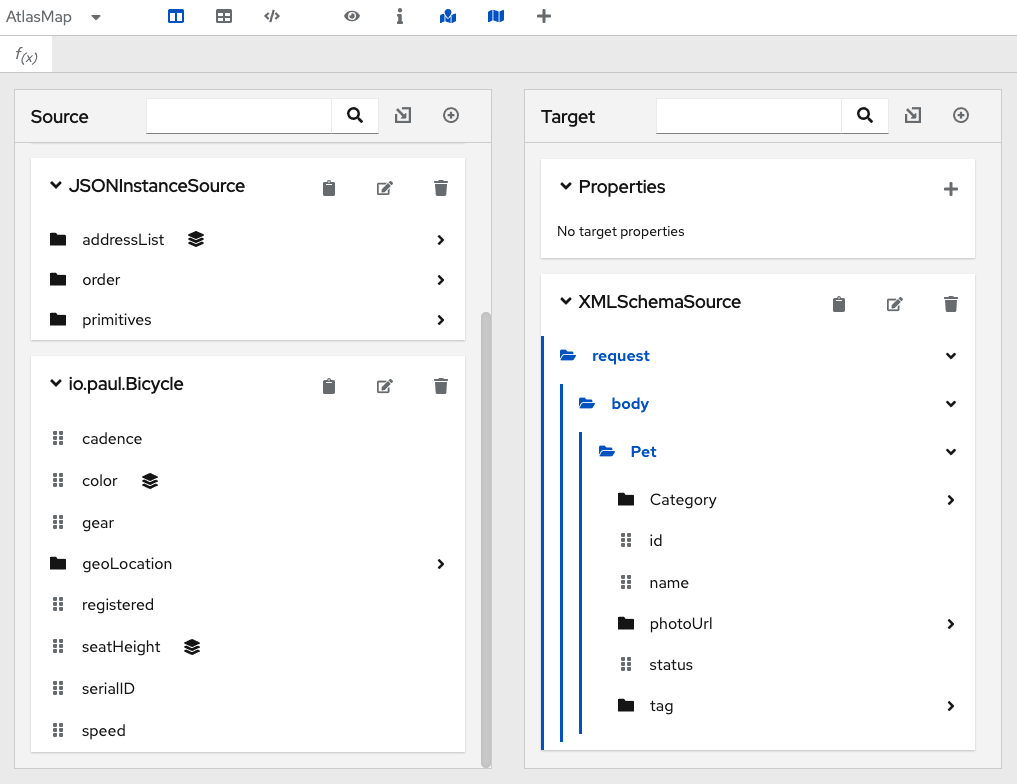 AtlasMap
f(x)
Source
JSONInstanceSource
addressList
order
primitives
io.paul.Bicycle
cadence
color
gear
geoLocation
registered
seatHeight
serialID
speed
Target
Properties
No target properties
XMLSchemaSource
request
body
Pet
Category
id
name
photoUrl
status
tag